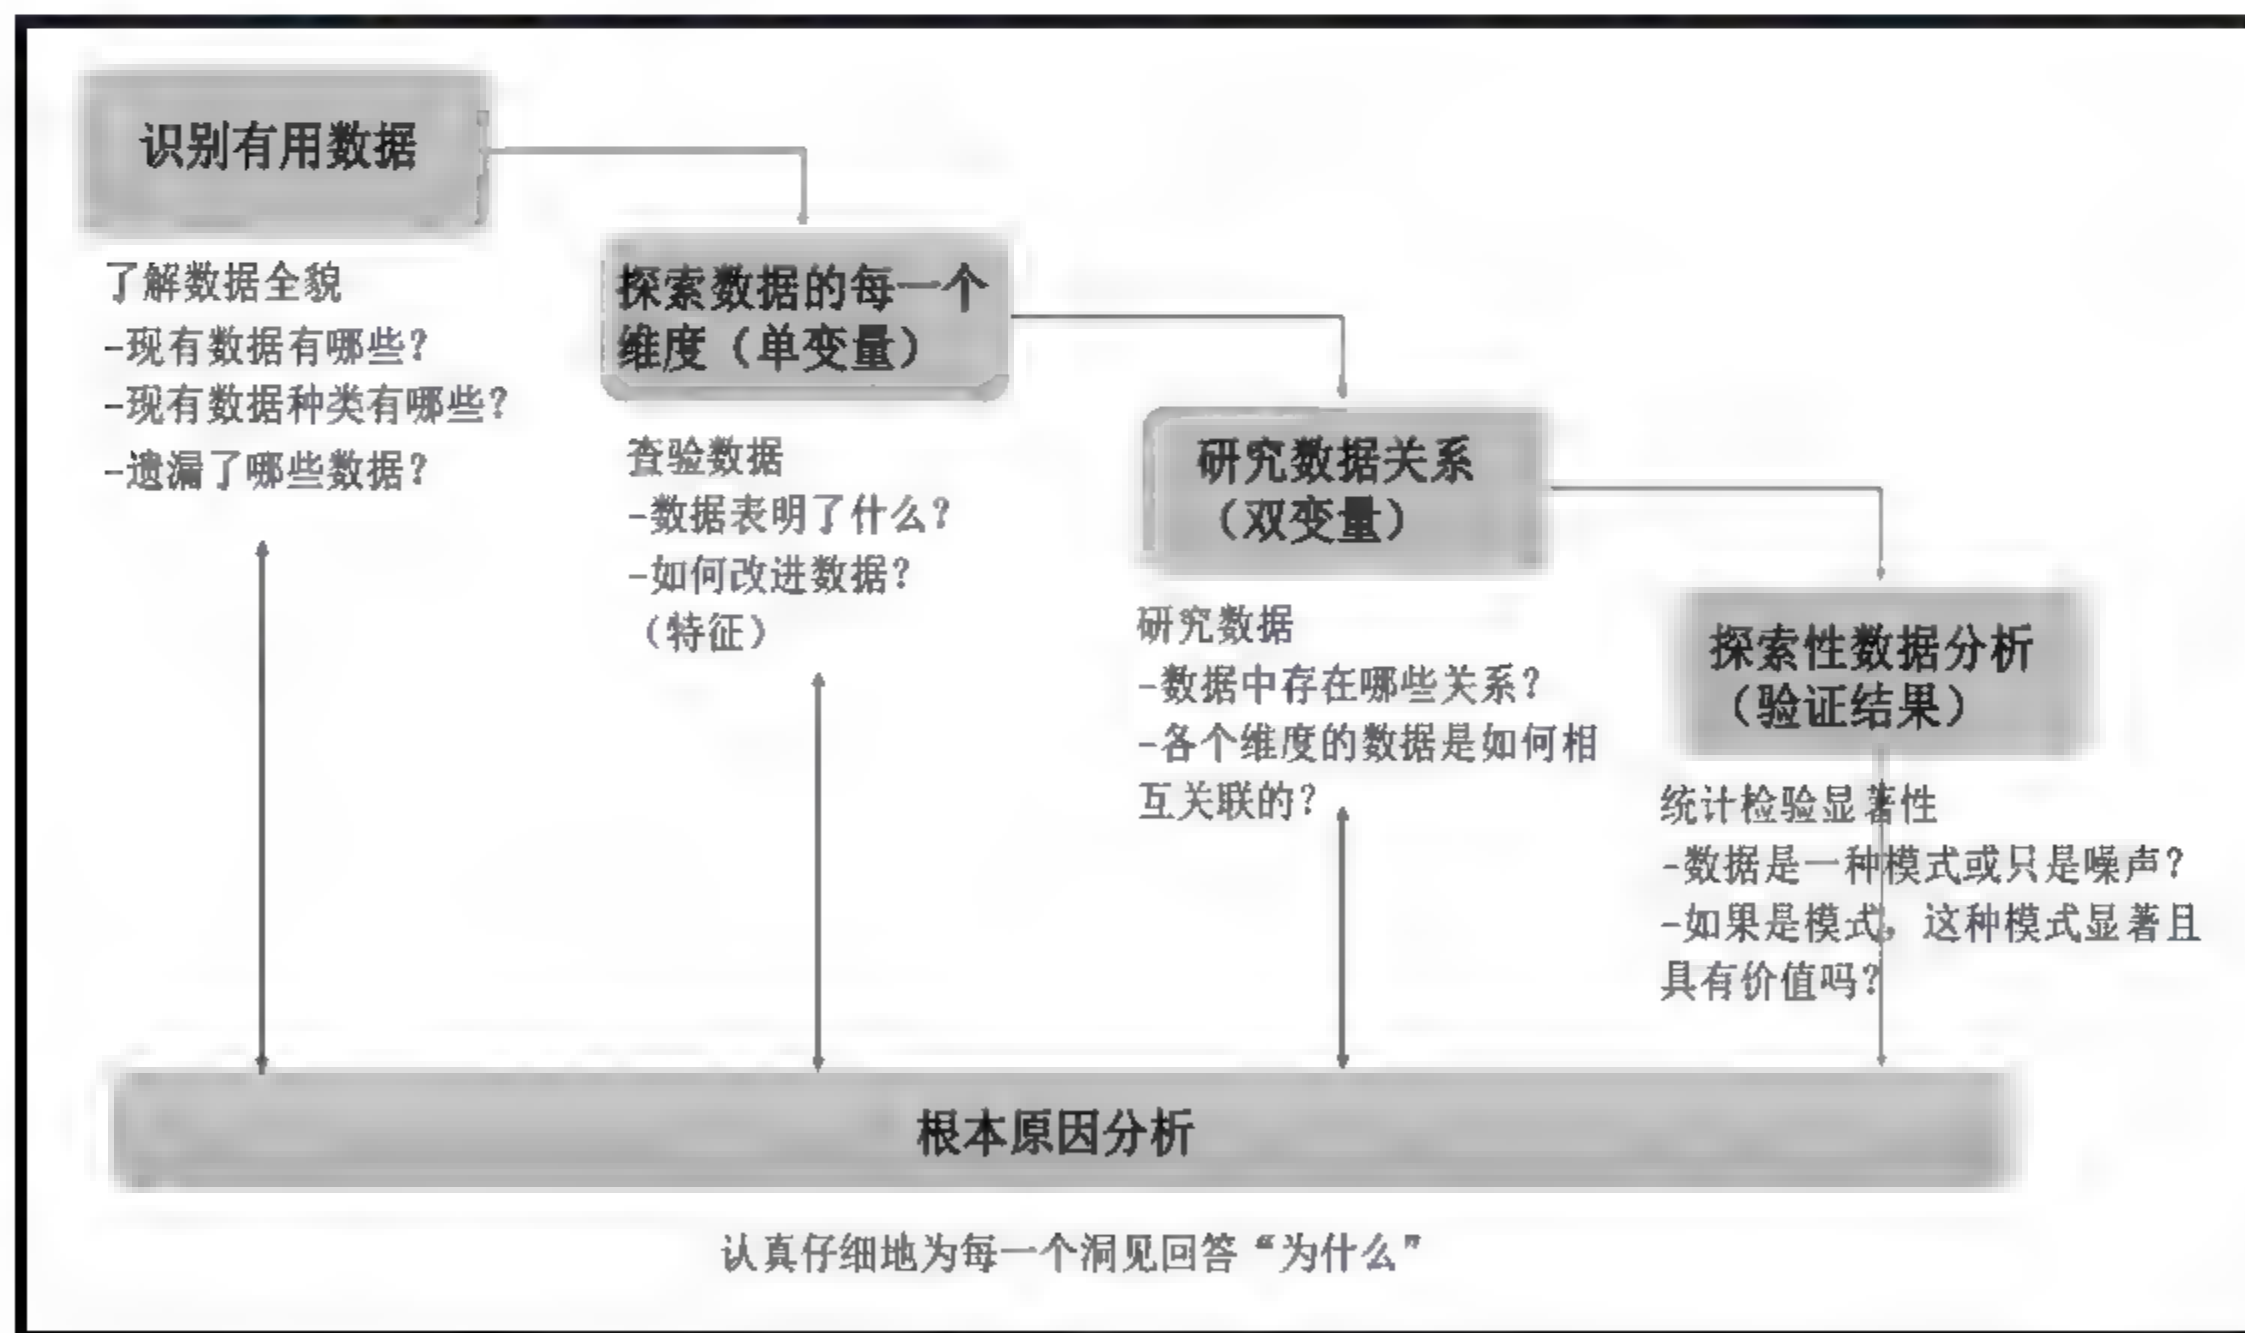 识别有用数据
了解数据全貌
-现有数据有哪些？
-现有数据种类有哪些？
-遗漏了哪些数据？
探索数据的每一个
维度（单变量）
查验数据
-数据表明了什么？
-如何改进数据？
（特征）
研究数据关系
（双变量）
研究数据
-数据中存在哪些关系？
-各个维度的数据是如何相
互关联的？
探索性数据分析
（验证结果）
统计检验显著性
-数据是一种模式或只是噪声？
-如果是模式，这种模式显著且
具有价值吗？
根本原因分析
认真仔细地为每一个洞见回答“为什么”